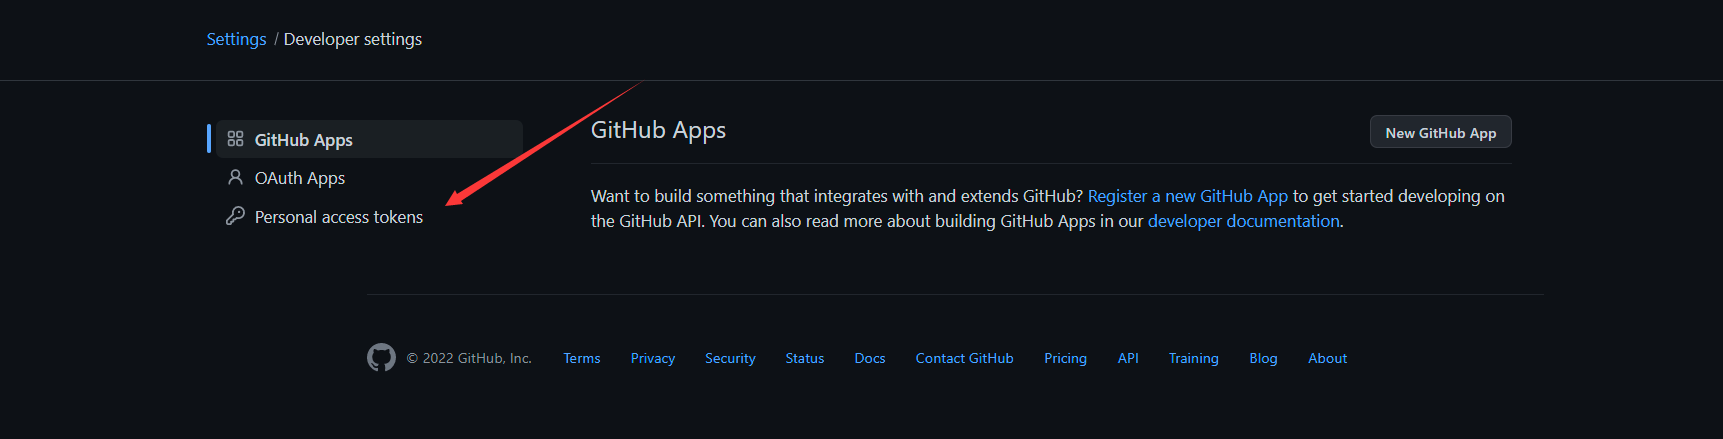 Settings / Developer settings
GitHub Apps
OAuth Apps
Personal access tokens
GitHub Apps
New GitHub App
Want to build something that integrates with and extends GitHub? Register a new GitHub App to get started developing on
the GitHub API. You can also read more about building GitHub Apps in our developer documentation.
© 2022 GitHub, Inc. Terms Privacy Security Status Docs Contact GitHub Pricing API Training Blog About